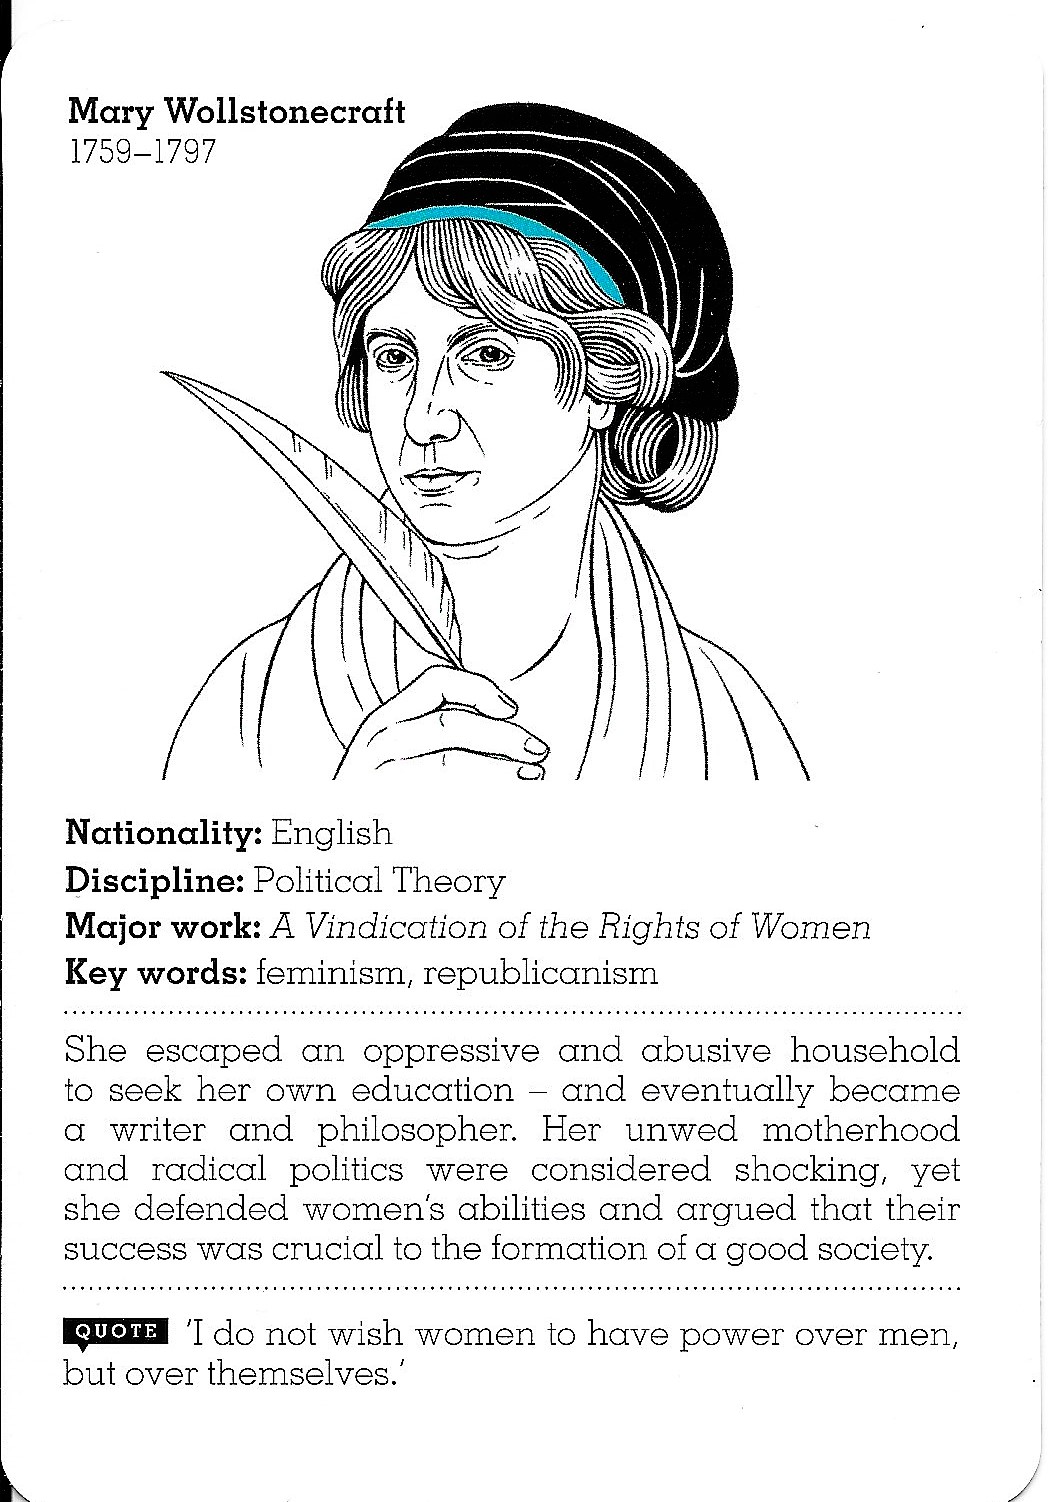 Mary Wollstonecraft
1759–1797
Nationality: English
Discipline: Political Theory
Major work: A Vindication of the Rights of Women
Key words: feminism, republicanism
She escaped an oppressive and abusive household
to seek her own education – and eventually became
a writer and philosopher. Her unwed motherhood
and radical politics were considered shocking, yet
she defended women's abilities and argued that their
success was crucial to the formation of a good society.
QUOTE 'I do not wish women to have power over men,
but over themselves.'